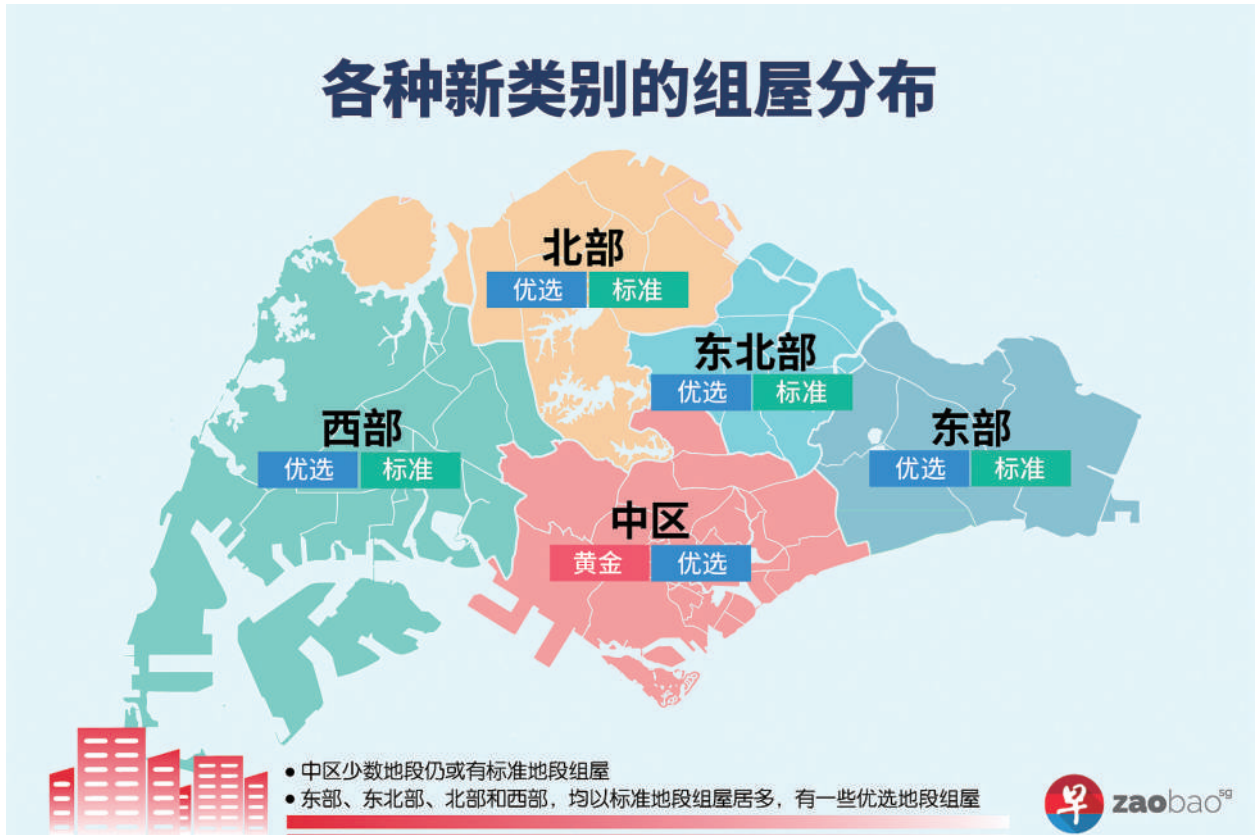 各种新类别的组屋分布
北部
优选 标准
东北部
优选 标准
西部
优选 标准
东部
优选 标准
中区
黄金 优选
● 中区少数地段仍或有标准地段组屋
● 东部、东北部、北部和西部，均以标准地段组屋居多，有一些优选地段组屋
早 zaobao sg